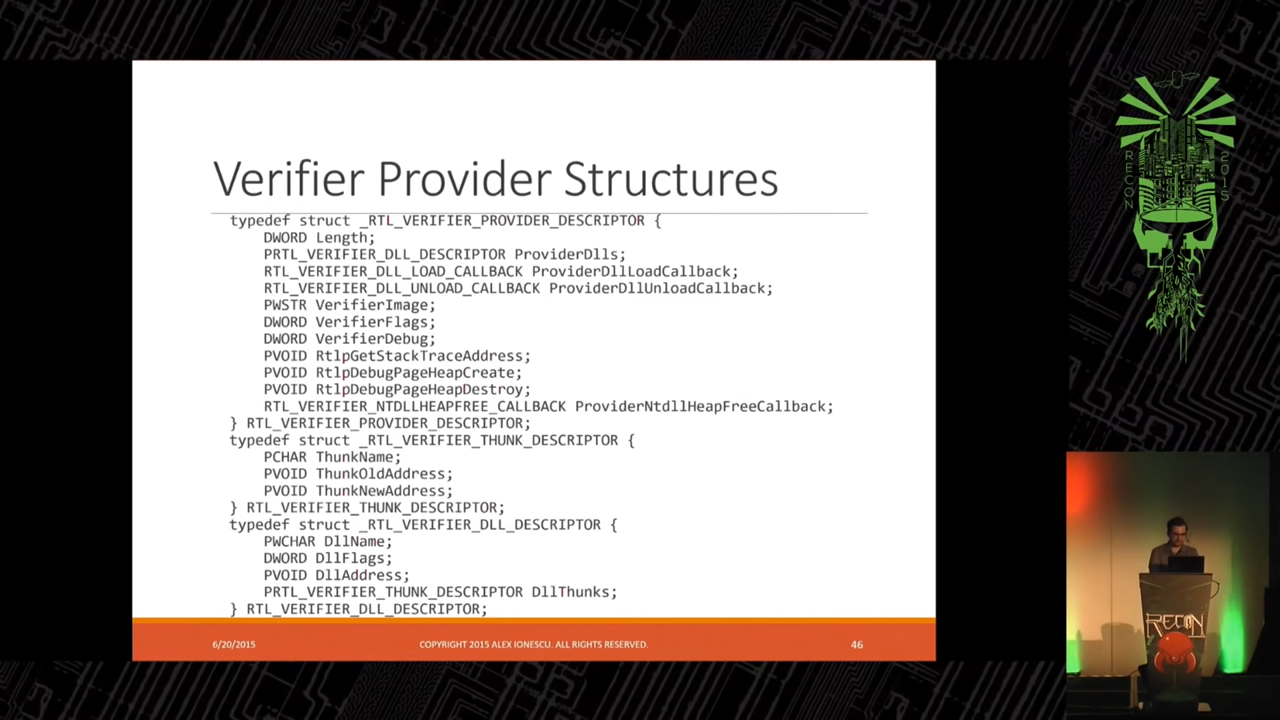 Verifier Provider Structures
typedef struct _RTL_VERIFIER_PROVIDER_DESCRIPTOR {
DWORD Length;
PRTL_VERIFIER_DLL_DESCRIPTOR ProviderDlls;
RTL_VERIFIER_DLL_LOAD_CALLBACK ProviderDllLoadCallback;
RTL_VERIFIER_DLL_UNLOAD_CALLBACK ProviderDllUnloadCallback;
PWSTR VerifierImage;
DWORD VerifierFlags;
DWORD VerifierDebug;
PVOID RtlpGetStackTraceAddress;
PVOID RtlpDebugPageHeapCreate;
PVOID RtlpDebugPageHeapDestroy;
RTL_VERIFIER_NTDLLHEAPFREE_CALLBACK ProviderNtdllHeapFreeCallback;
} RTL_VERIFIER_PROVIDER_DESCRIPTOR;
typedef struct _RTL_VERIFIER_THUNK_DESCRIPTOR {
PCHAR ThunkName;
PVOID ThunkOldAddress;
PVOID ThunkNewAddress;
} RTL_VERIFIER_THUNK_DESCRIPTOR;
typedef struct _RTL_VERIFIER_DLL_DESCRIPTOR {
PWCHAR DllName;
DWORD DllFlags;
PVOID DllAddress;
PRTL_VERIFIER_THUNK_DESCRIPTOR DllThunks;
} RTL_VERIFIER_DLL_DESCRIPTOR;
6/20/2015 COPYRIGHT 2015 ALEX IONESCU. ALL RIGHTS RESERVED. 46
RECON
2015
RECON